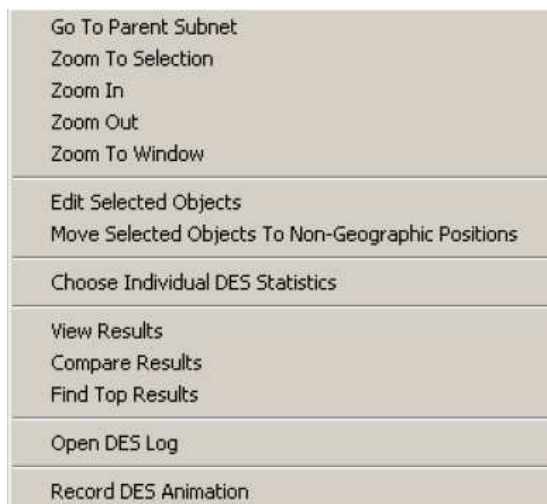 Go To Parent Subnet
Zoom To Selection
Zoom In
Zoom Out
Zoom To Window
Edit Selected Objects
Move Selected Objects To Non-Geographic Positions
Choose Individual DES Statistics
View Results
Compare Results
Find Top Results
Open DES Log
Record DES Animation